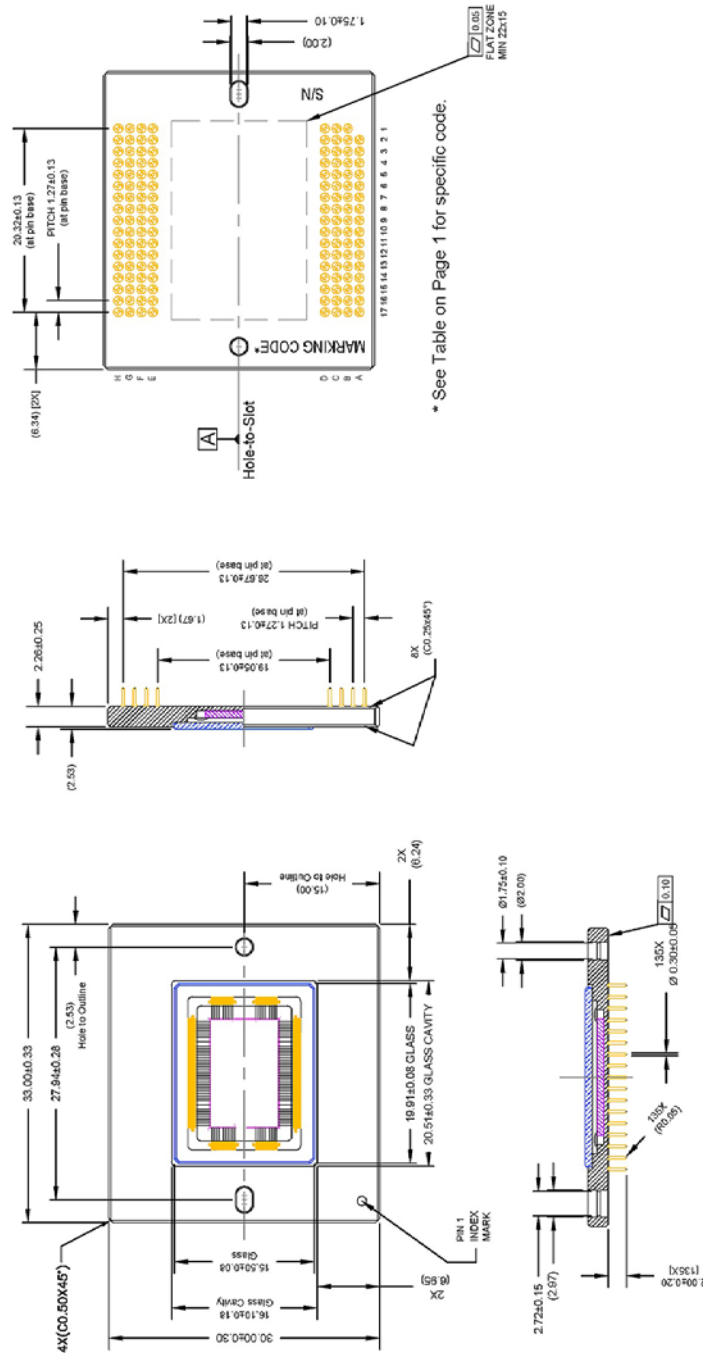 1.75±0.10
(2.00)
0.05
FLAT ZONE
MIN 22x15
S/N
20.32±0.13
(at pin base)
PITCH 1.27±0.13
(at pin base)
(6.34) [2X]
H
G
F
E
D
C
B
A
17 16 15 14 13 12 11 10 9 8 7 6 5 4 3 2 1
MARKING CODE*
A
Hole-to-Slot
* See Table on Page 1 for specific code.
2.26±0.25
(2.53)
(1.67) [2X]
26.67±0.13
(at pin base)
PITCH 1.27±0.13
(at pin base)
19.05±0.13
(at pin base)
8X
(C0.25x45°)
33.00±0.33
27.94±0.28
(2.53)
Hole to Outline
(15.00)
Hole to Outline
2X
(6.24)
19.91±0.08 GLASS
20.51±0.33 GLASS CAVITY
4X(C0.50X45°)
15.50±0.08
Glass
16.10±0.18
Glass Cavity
30.00±0.30
2X
(6.95)
PIN 1
INDEX
MARK
Ø1.75±0.10
(Ø2.00)
0.10
135X
Ø 0.30±0.05
135X
(R0.05)
2.72±0.15
(2.97)
[135X]